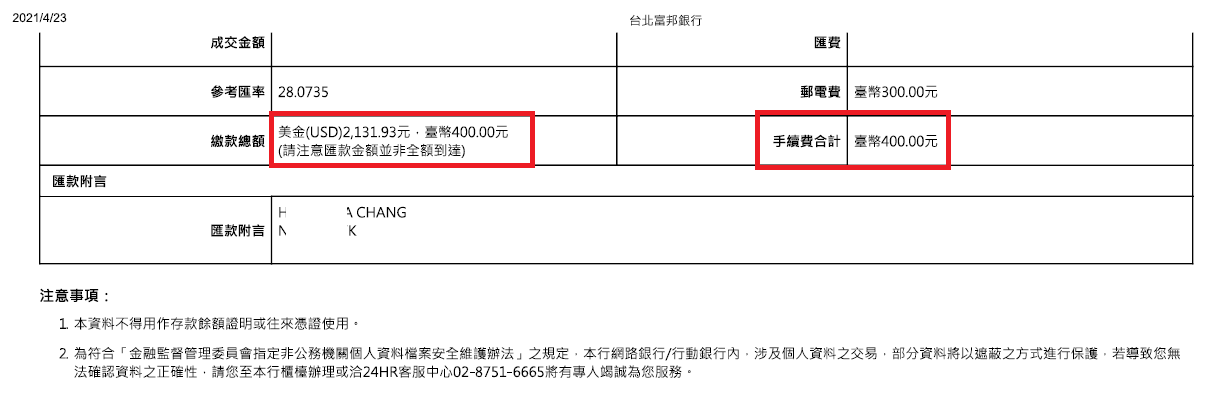 2021/4/23
台北富邦銀行
成交金額
匯費
參考匯率 28.0735
郵電費 臺幣300.00元
繳款總額 美金(USD)2,131.93元，臺幣400.00元
(請注意匯款金額並非全額到達)
手續費合計 臺幣400.00元
匯款附言
匯款附言 H A CHANG
N K
注意事項：
1. 本資料不得用作存款餘額證明或往來憑證使用。
2. 為符合「金融監督管理委員會指定非公務機關個人資料檔案安全維護辦法」之規定，本行網路銀行/行動銀行內，涉及個人資料之交易，部分資料將以遮蔽之方式進行保護，若導致您無
法確認資料之正確性，請您至本行櫃檯辦理或洽24HR客服中心02-8751-6665將有專人竭誠為您服務。